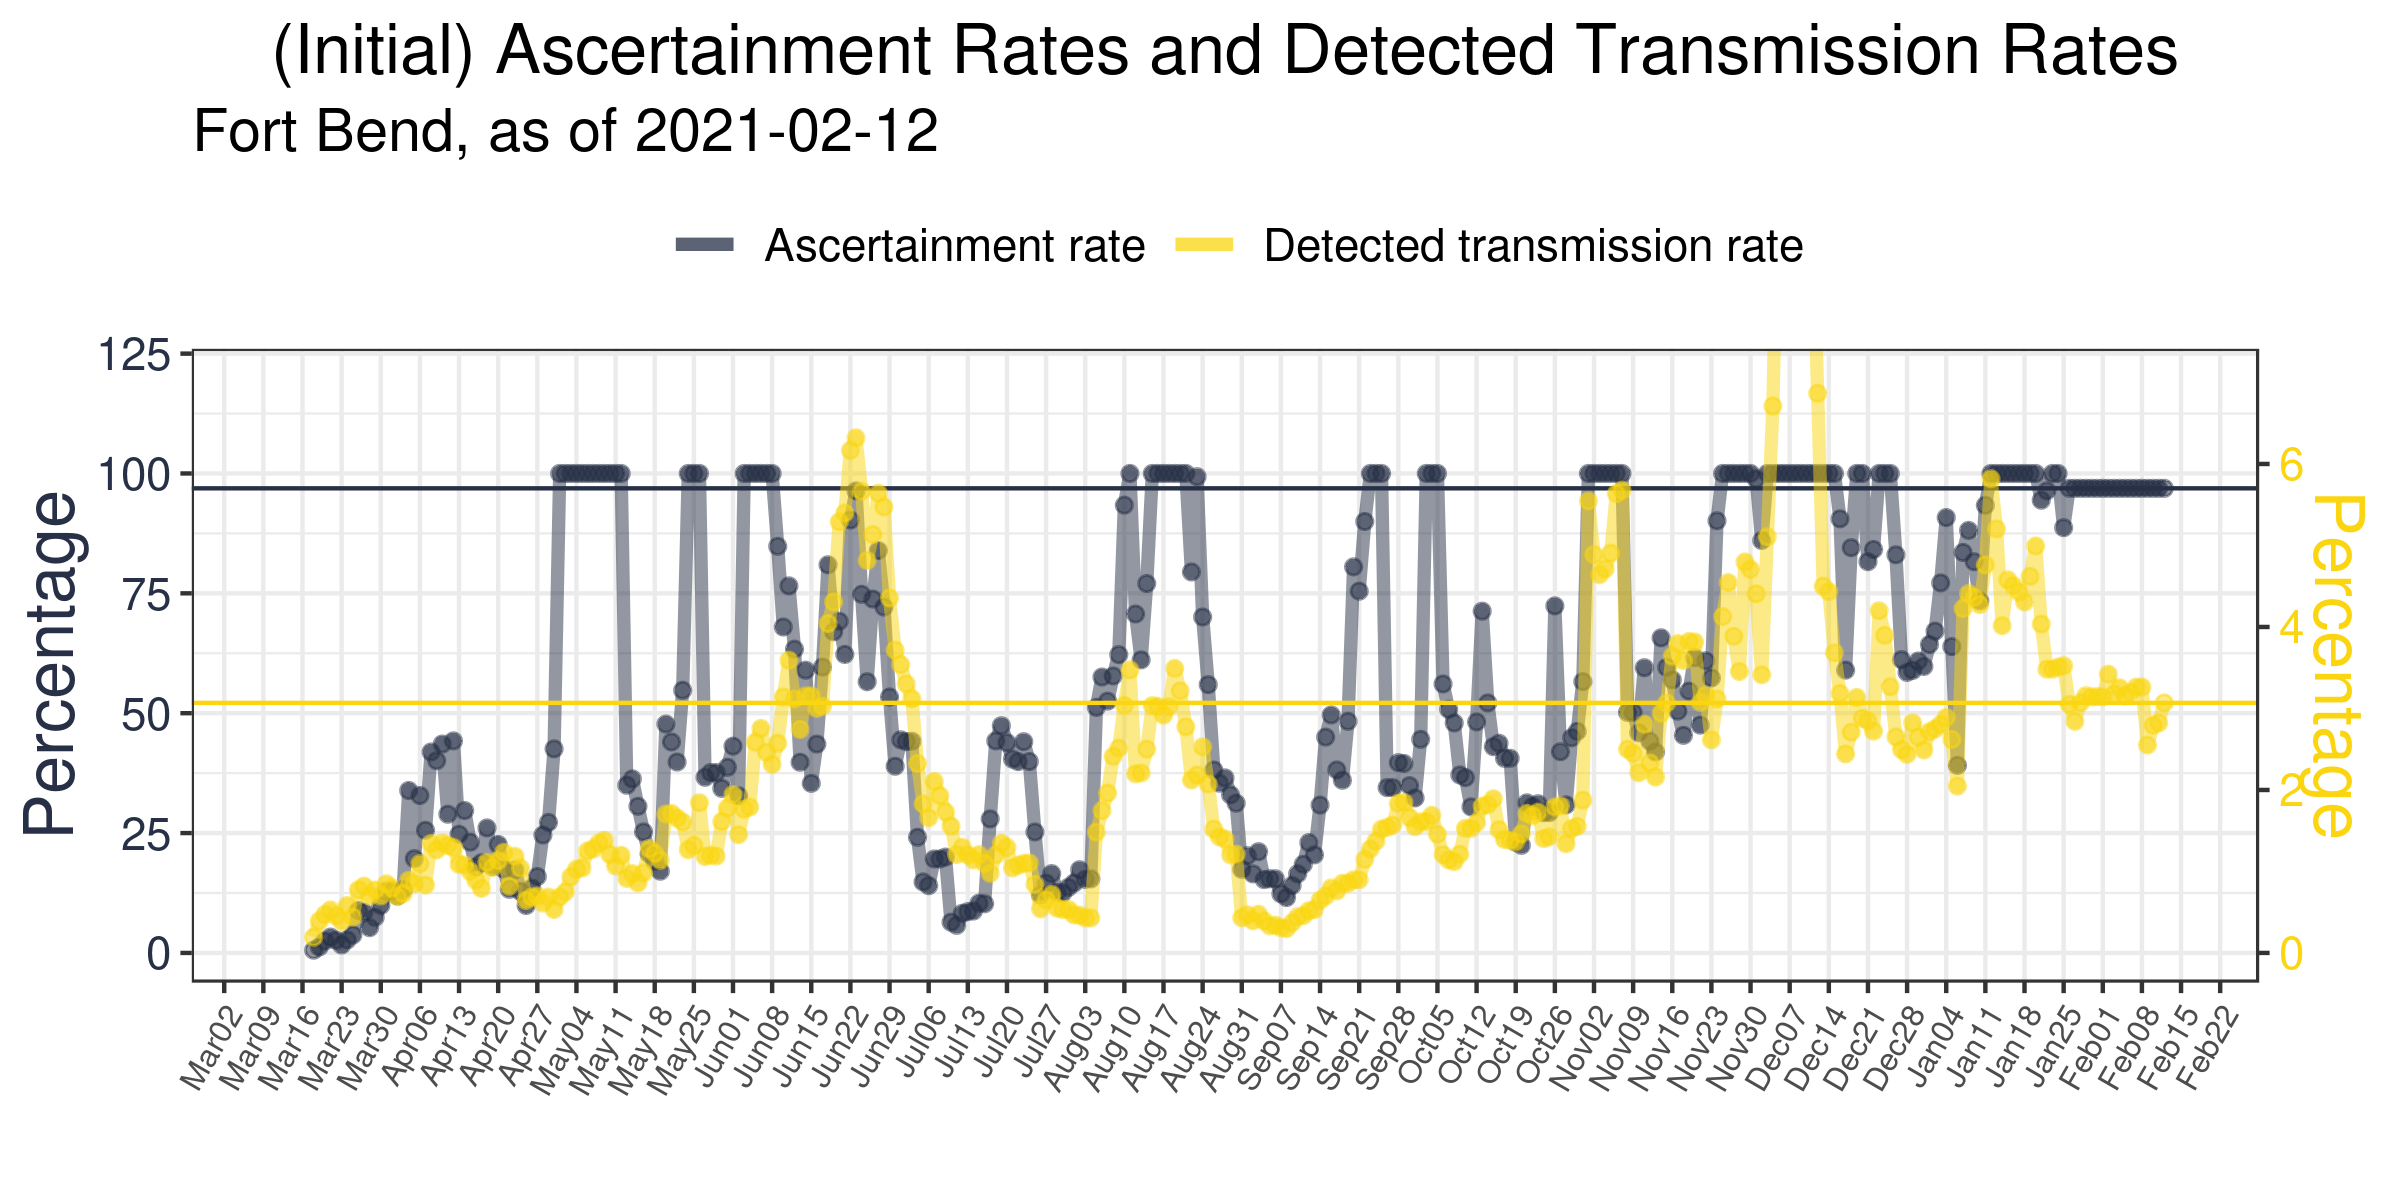 (Initial) Ascertainment Rates and Detected Transmission Rates
Fort Bend, as of 2021-02-12
Ascertainment rate Detected transmission rate
125
100
75
50
25
0
Percentage
6
4
2
0
Percentage
Mar02 Mar09 Mar16 Mar23 Mar30 Apr06 Apr13 Apr20 Apr27 May04 May11 May18 May25 Jun01 Jun08 Jun15 Jun22 Jun29 Jul06 Jul13 Jul20 Jul27 Aug03 Aug10 Aug17 Aug24 Aug31 Sep07 Sep14 Sep21 Sep28 Oct05 Oct12 Oct19 Oct26 Nov02 Nov09 Nov16 Nov23 Nov30 Dec07 Dec14 Dec21 Dec28 Jan04 Jan11 Jan18 Jan25 Feb01 Feb08 Feb15 Feb22